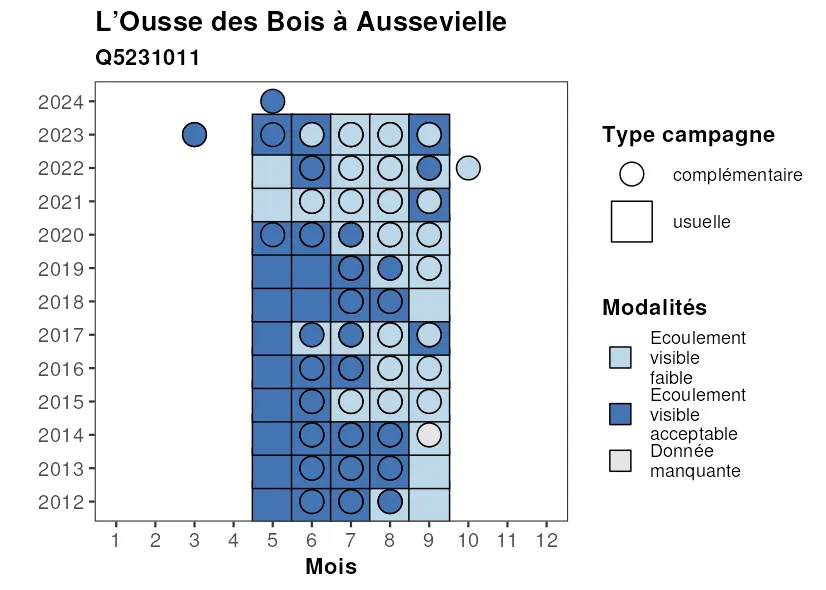 L’Ousse des Bois à Aussevielle
Q5231011
2024
2023
2022
2021
2020
2019
2018
2017
2016
2015
2014
2013
2012
1 2 3 4 5 6 7 8 9 10 11 12
Mois
Type campagne
complémentaire
usuelle
Modalités
Ecoulement
visible
faible
Ecoulement
visible
acceptable
Donnée
manquante